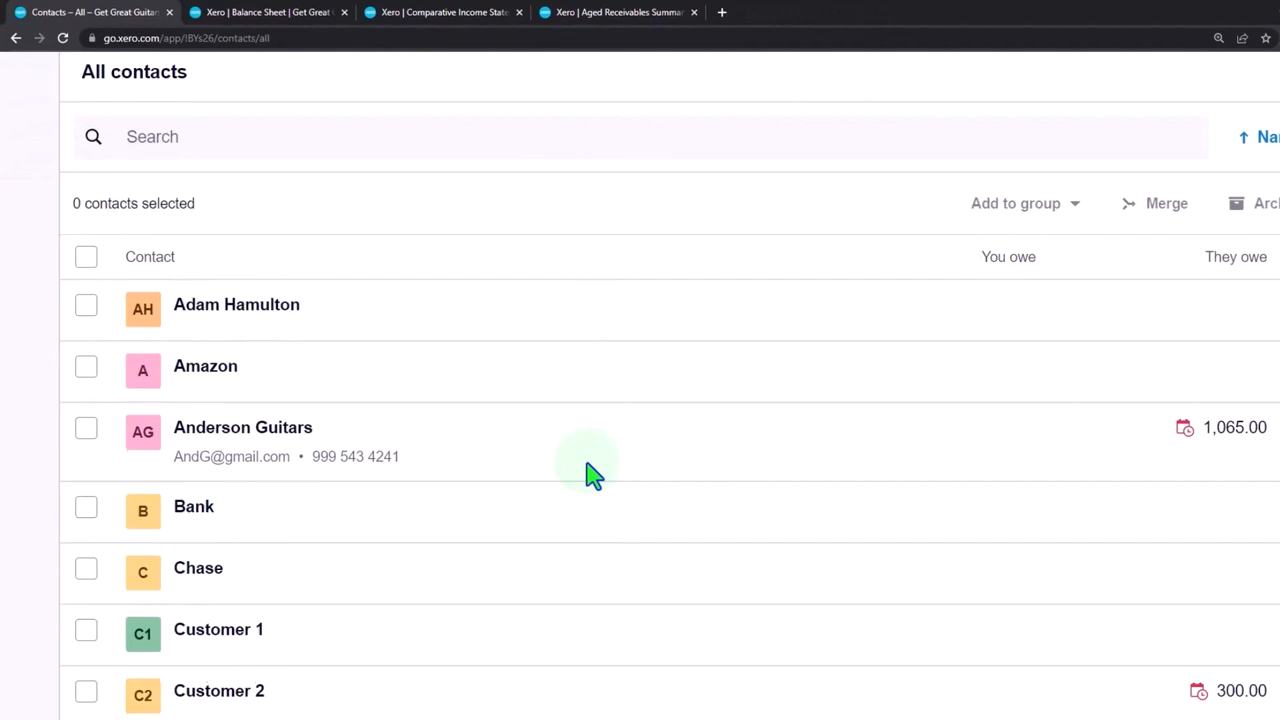 Contacts – All – Get Great Guitar
Xero | Balance Sheet | Get Great G
Xero | Comparative Income State
Xero | Aged Receivables Summar
go.xero.com/app/!BYs26/contacts/all
All contacts
Search
Na
0 contacts selected
Add to group
Merge
Arc
Contact
You owe
They owe
AH
Adam Hamulton
A
Amazon
AG
Anderson Guitars
1,065.00
AndG@gmail.com • 999 543 4241
B
Bank
C
Chase
C1
Customer 1
C2
Customer 2
300.00